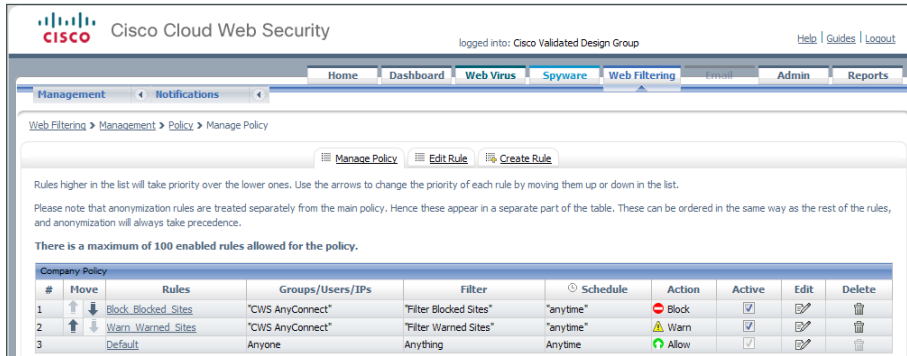 CISCO Cisco Cloud Web Security
logged into: Cisco Validated Design Group
Help | Guides | Logout
Home Dashboard Web Virus Spyware Web Filtering Email Admin Reports
Management Notifications
Web Filtering > Management > Policy > Manage Policy
Manage Policy Edit Rule Create Rule
Rules higher in the list will take priority over the lower ones. Use the arrows to change the priority of each rule by moving them up or down in the list.
Please note that anonymization rules are treated separately from the main policy. Hence these appear in a separate part of the table. These can be ordered in the same way as the rest of the rules,
and anonymization will always take precedence.
There is a maximum of 100 enabled rules allowed for the policy.
Company Policy
# Move Rules Groups/Users/IPs Filter Schedule Action Active Edit Delete
1 Block_Blocked_Sites "CWS AnyConnect" "Filter Blocked Sites" "anytime" Block
2 Warn_Warned_Sites "CWS AnyConnect" "Filter Warned Sites" "anytime" Warn
3 Default Anyone Anything Anytime Allow